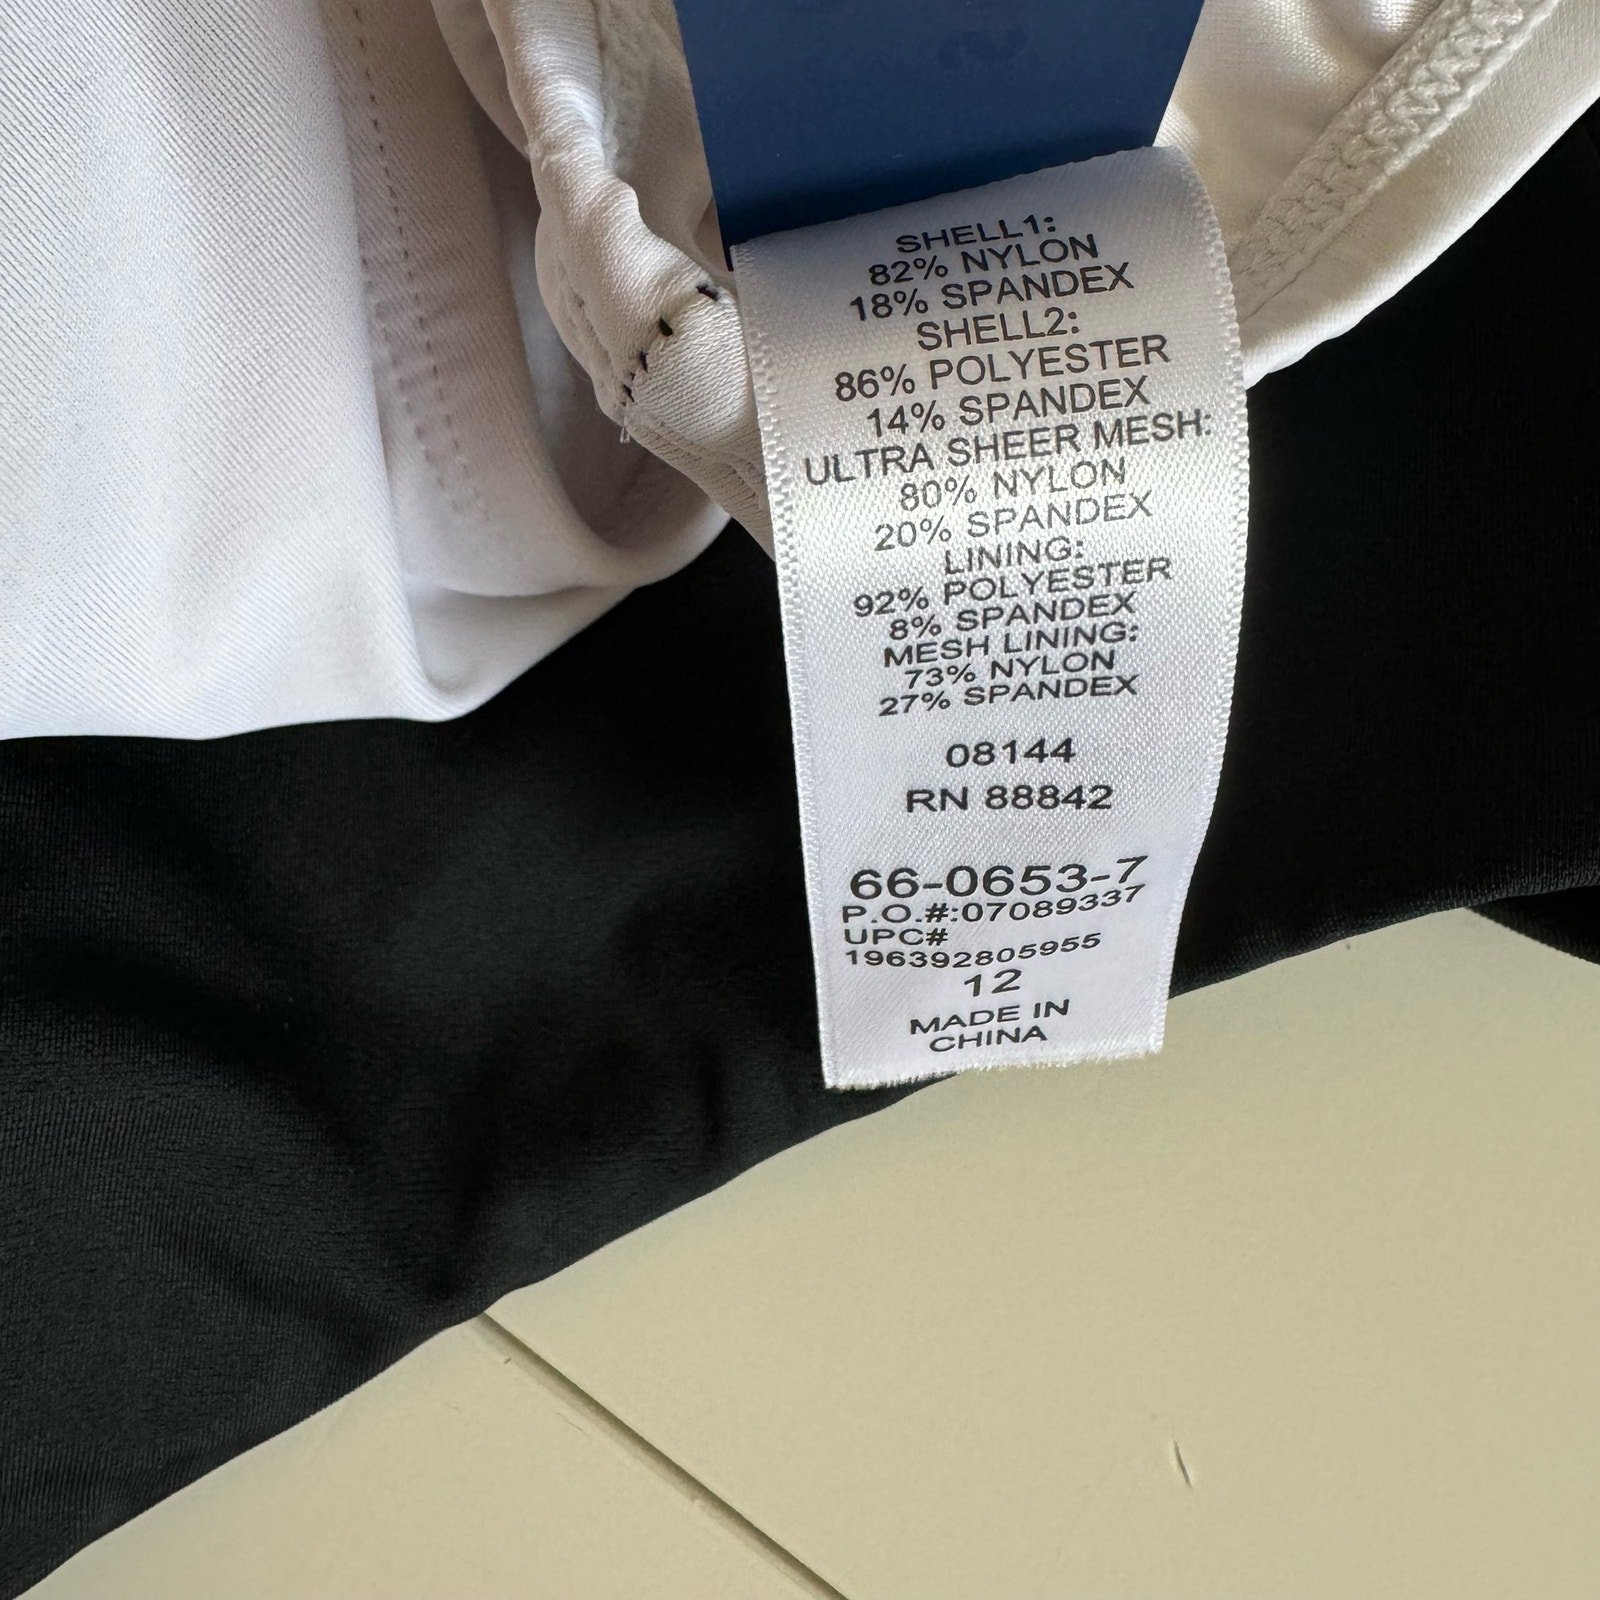 SHELL1:
82% NYLON
18% SPANDEX
SHELL2:
86% POLYESTER
14% SPANDEX
ULTRA SHEER MESH:
80% NYLON
20% SPANDEX
LINING:
92% POLYESTER
8% SPANDEX
MESH LINING:
73% NYLON
27% SPANDEX
08144
RN 88842
66-0653-7
P.O.#:07089337
UPC#
196392805955
12
MADE IN
CHINA